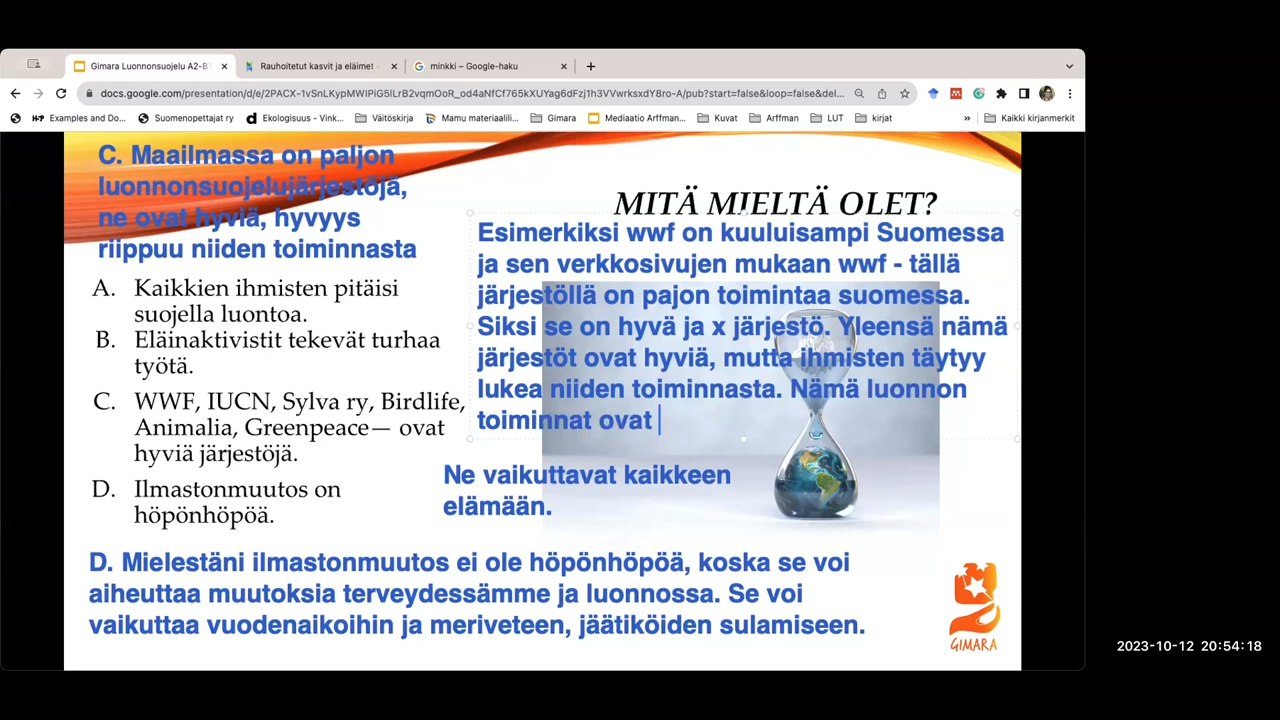 Gimara Luonnonsuojelu A2-B1
Rauhoitetut kasvit ja eläimet -
minkki – Google-haku
docs.google.com/presentation/d/e/2PACX-1vSnLKypMWIPiG5lLrB2vqmOoR_od4aNfCf765kXUYag6dFzj1h3VVwrksxdY8ro-A/pub?start=false&loop=false&del...
Examples and Do...
Suomenopettajat ry
Ekologisuus - Vink...
Väitöskirja
Mamu materiaalili...
Gimara
Mediaatio Arffman...
Kuvat
Arffman
LUT
kirjat
»
Kaikki kirjanmerkit
C. Maailmassa on paljon
luonnonsuojelujärjestöjä,
ne ovat hyviä, hyvyys
riippuu niiden toiminnasta
MITÄ MIELTÄ OLET?
Esimerkiksi wwf on kuuluisampi Suomessa
ja sen verkkosivujen mukaan wwf - tällä
järjestöllä on pajon toimintaa suomessa.
Siksi se on hyvä ja x järjestö. Yleensä nämä
järjestöt ovat hyviä, mutta ihmisten täytyy
lukea niiden toiminnasta. Nämä luonnon
toiminnat ovat
A. Kaikkien ihmisten pitäisi
suojella luontoa.
B. Eläinaktivistit tekevät turhaa
työtä.
C. WWF, IUCN, Sylva ry, Birdlife,
Animalia, Greenpeace— ovat
hyviä järjestöjä.
D. Ilmastonmuutos on
höpönhöpöä.
Ne vaikuttavat kaikkeen
elämään.
D. Mielestäni ilmastonmuutos ei ole höpönhöpöä, koska se voi
aiheuttaa muutoksia terveydessämme ja luonnossa. Se voi
vaikuttaa vuodenaikoihin ja meriveteen, jäätiköiden sulamiseen.
GIMARA
2023-10-12 20:54:18